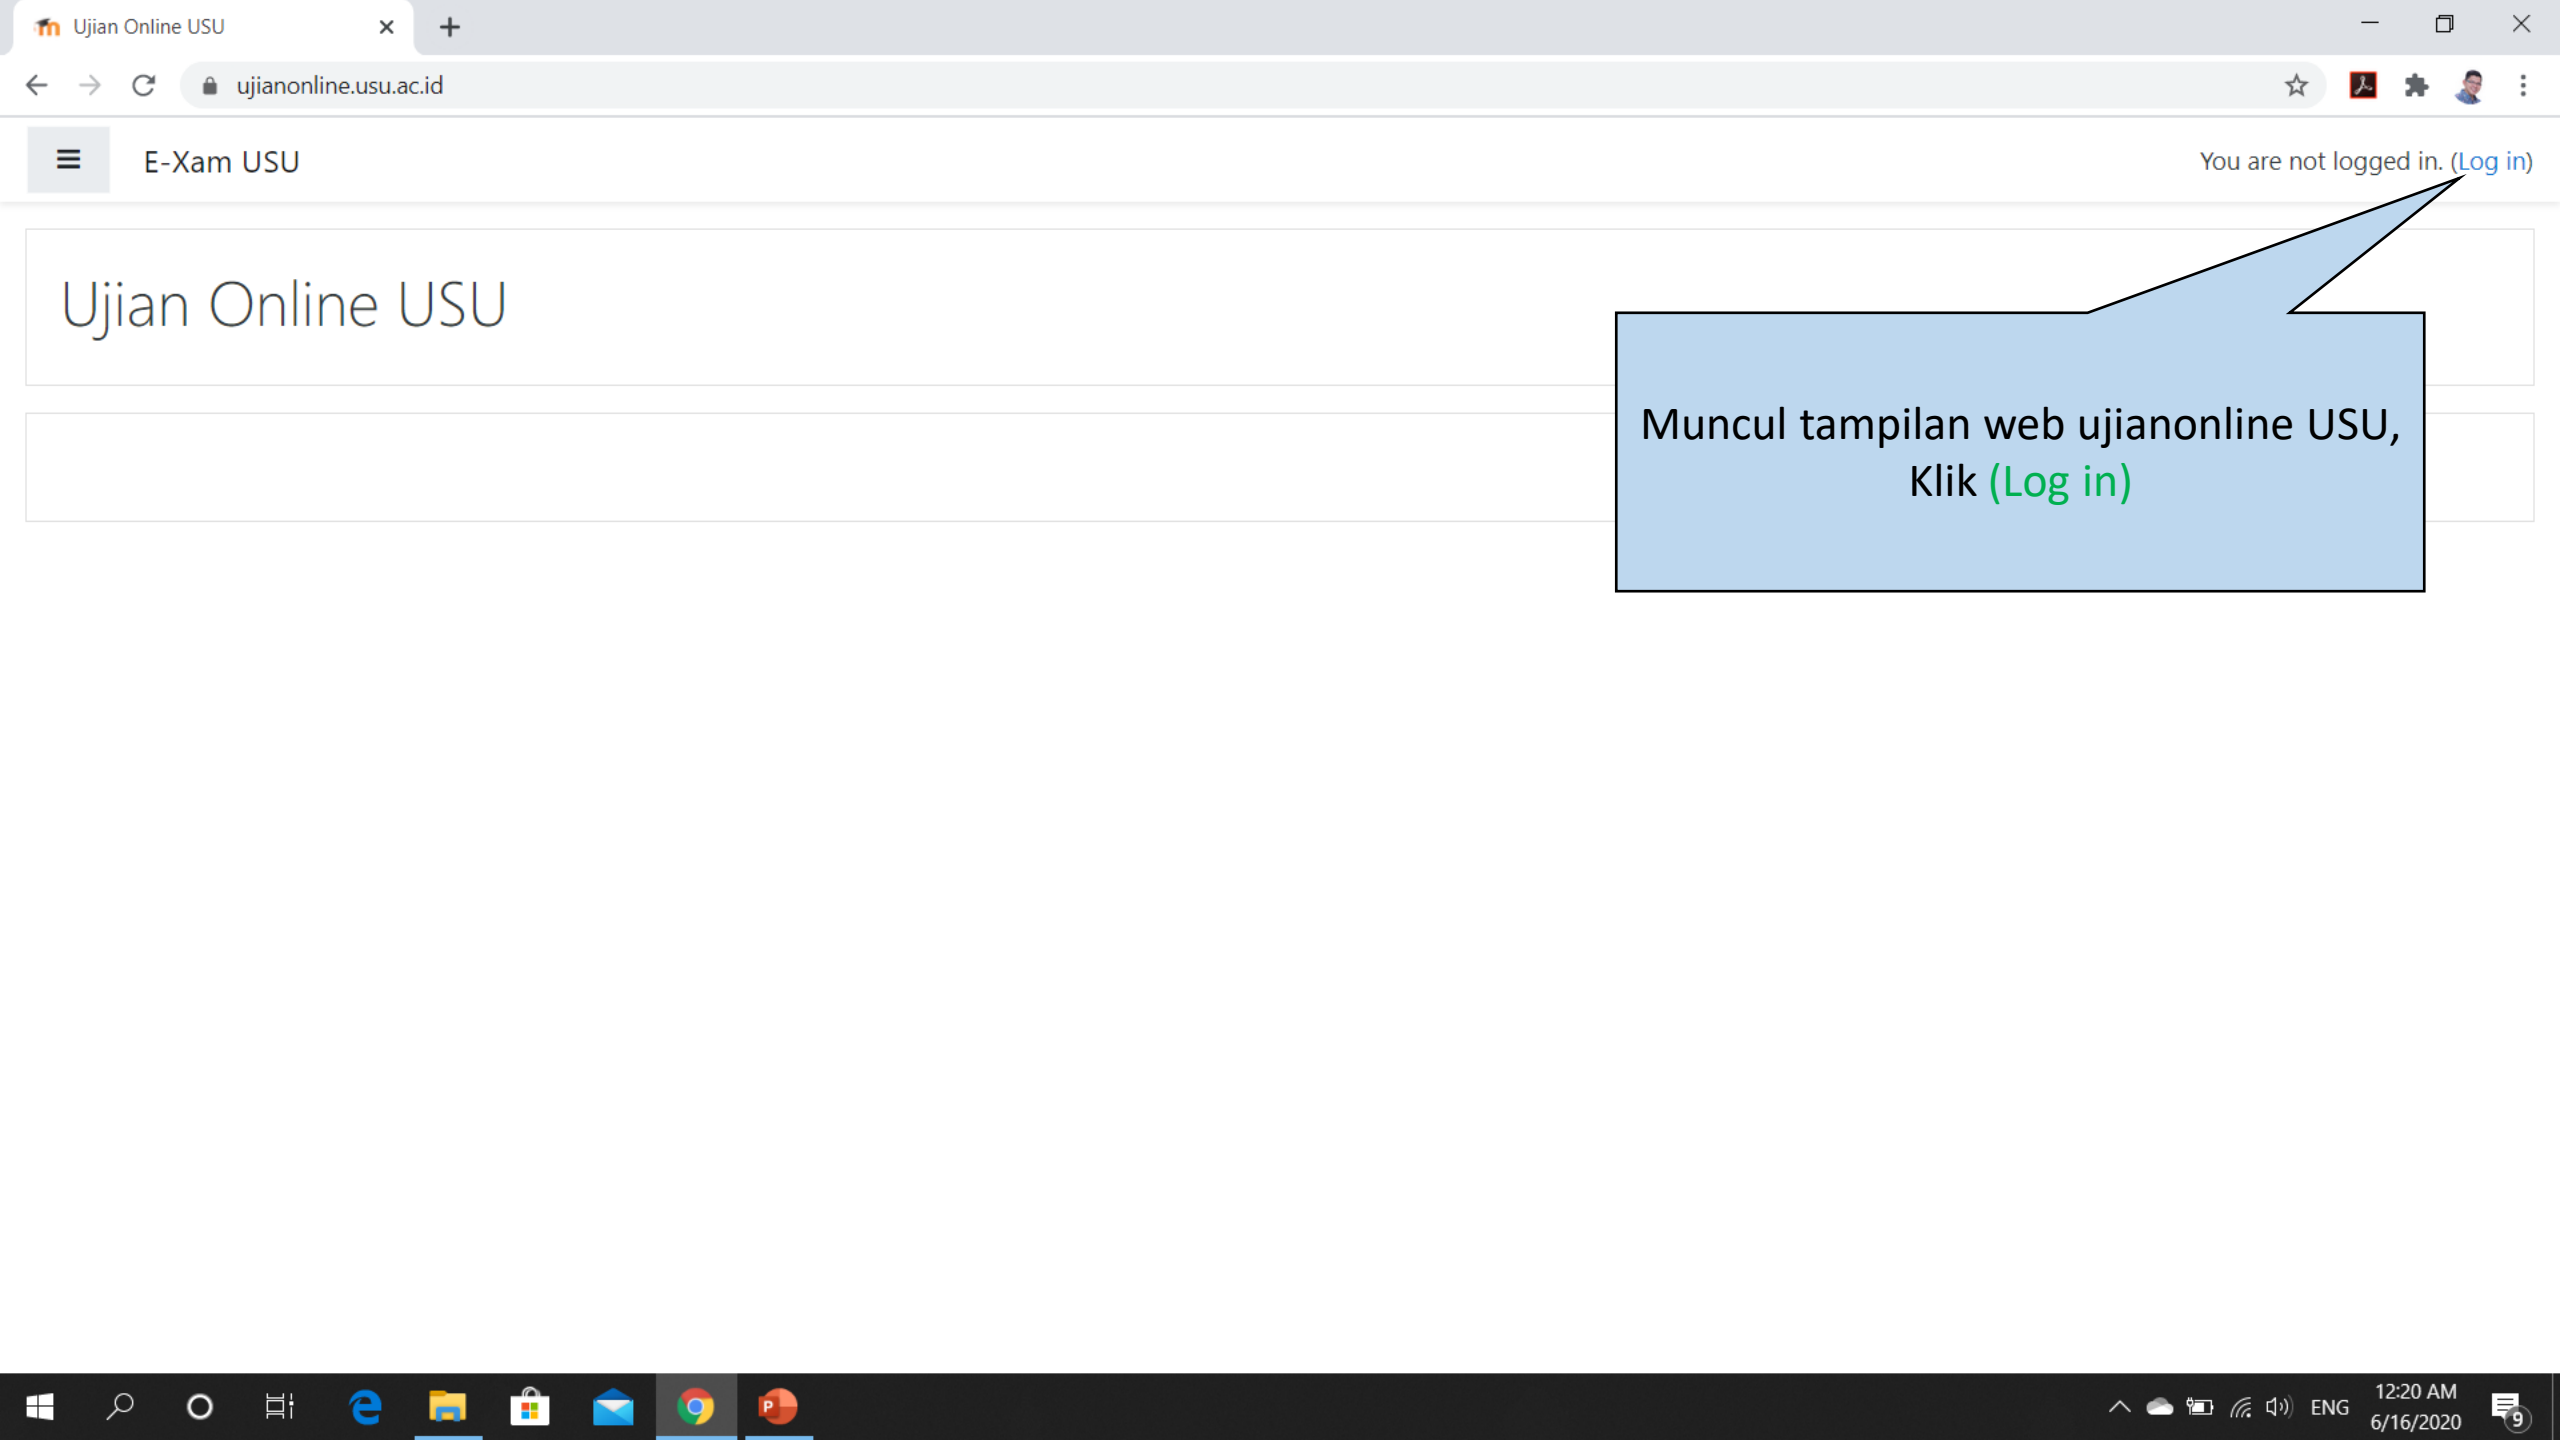 Ujian Online USU
ujianonline.usu.ac.id
E-Xam USU
You are not logged in. (Log in)
Ujian Online USU
Muncul tampilan web ujianonline USU,
Klik (Log in)
ENG
12:20 AM
6/16/2020
9